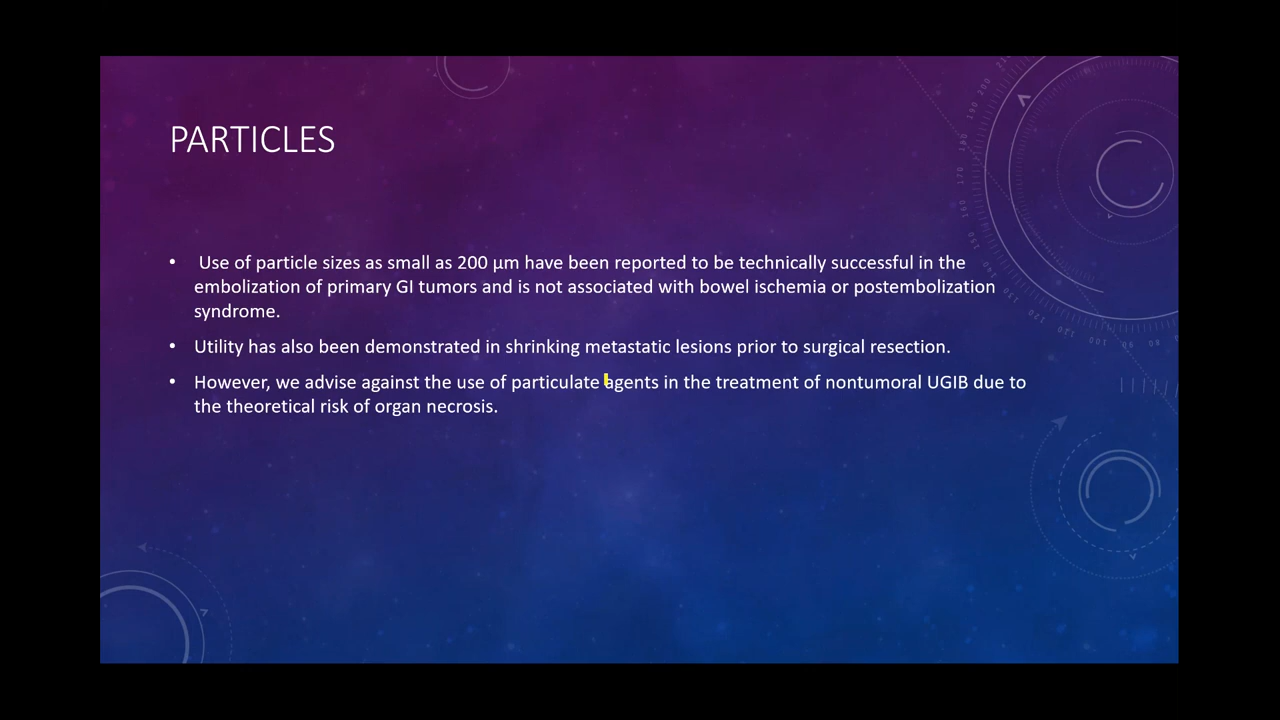 PARTICLES
• Use of particle sizes as small as 200 µm have been reported to be technically successful in the
embolization of primary GI tumors and is not associated with bowel ischemia or postembolization
syndrome.
• Utility has also been demonstrated in shrinking metastatic lesions prior to surgical resection.
• However, we advise against the use of particulate agents in the treatment of nontumoral UGIB due to
the theoretical risk of organ necrosis.